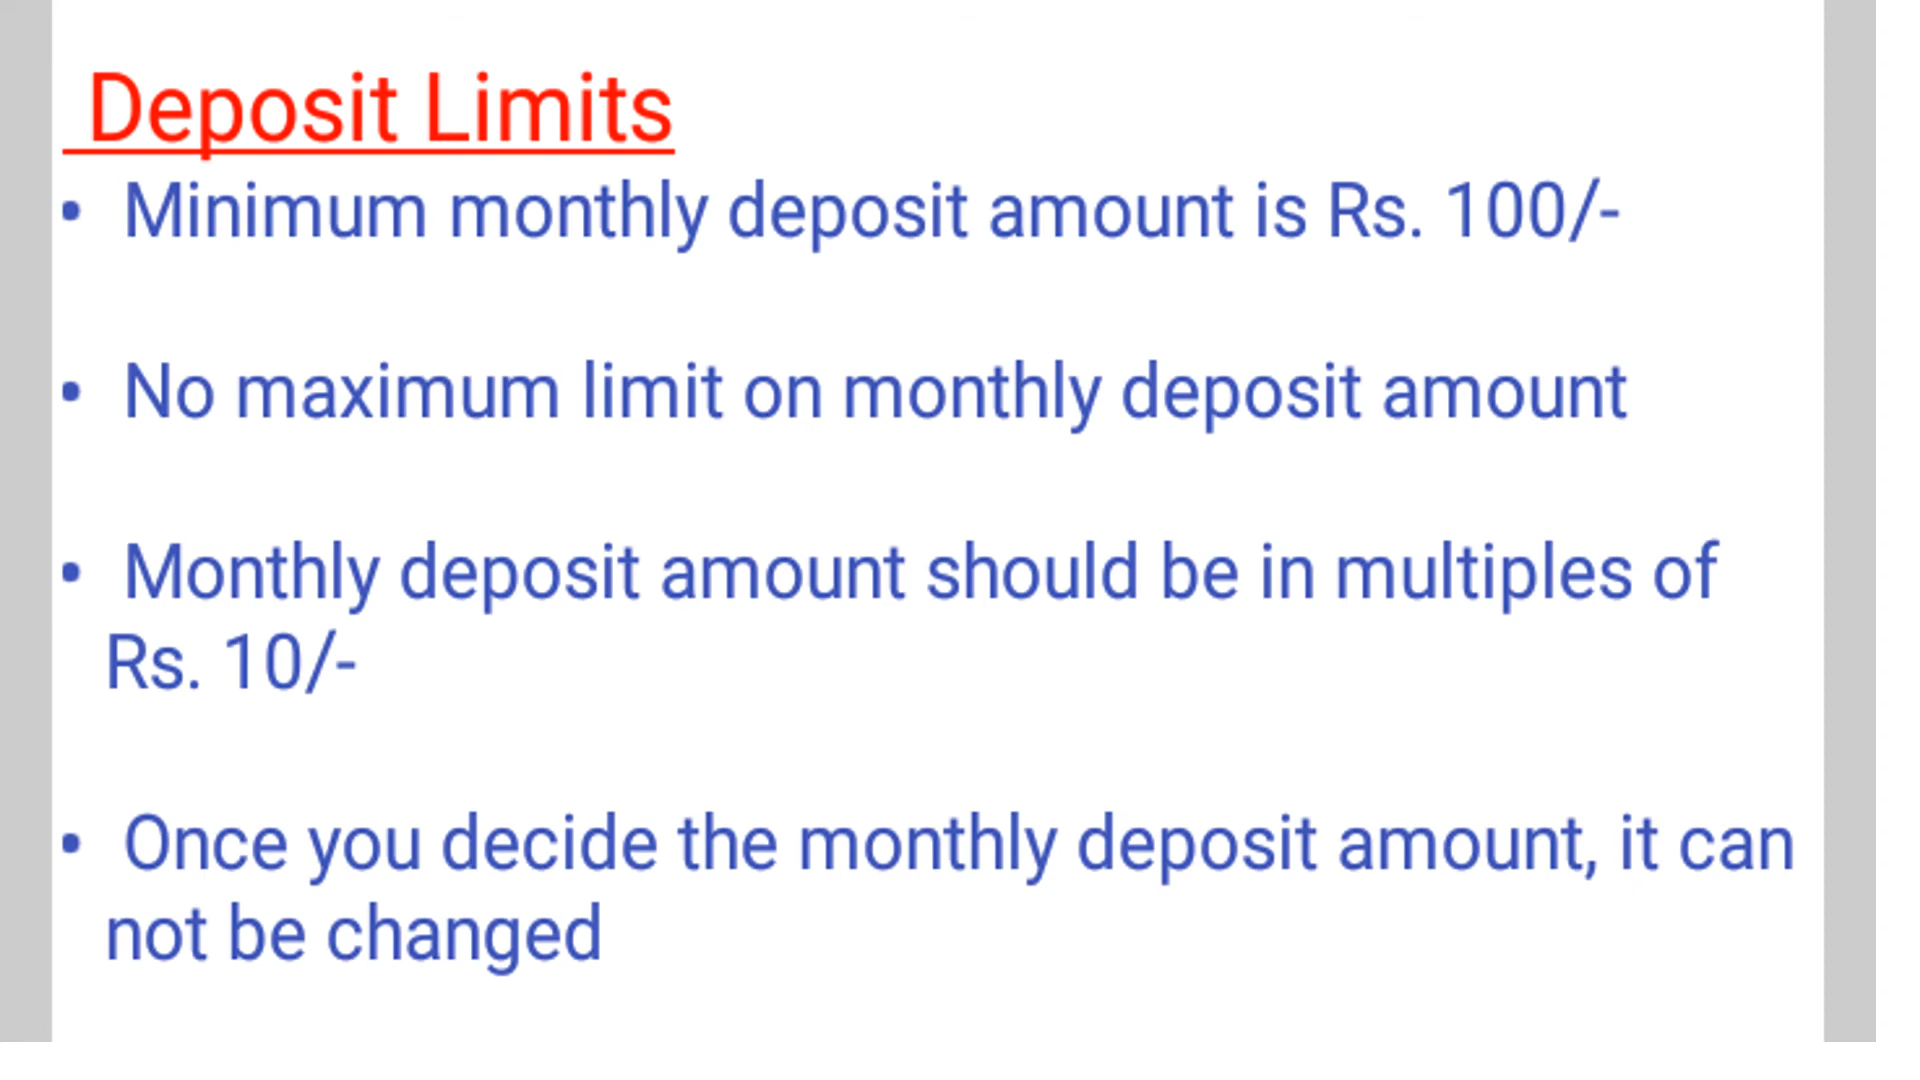 Deposit Limits
• Minimum monthly deposit amount is Rs. 100/-
• No maximum limit on monthly deposit amount
• Monthly deposit amount should be in multiples of
Rs. 10/-
• Once you decide the monthly deposit amount, it can
not be changed